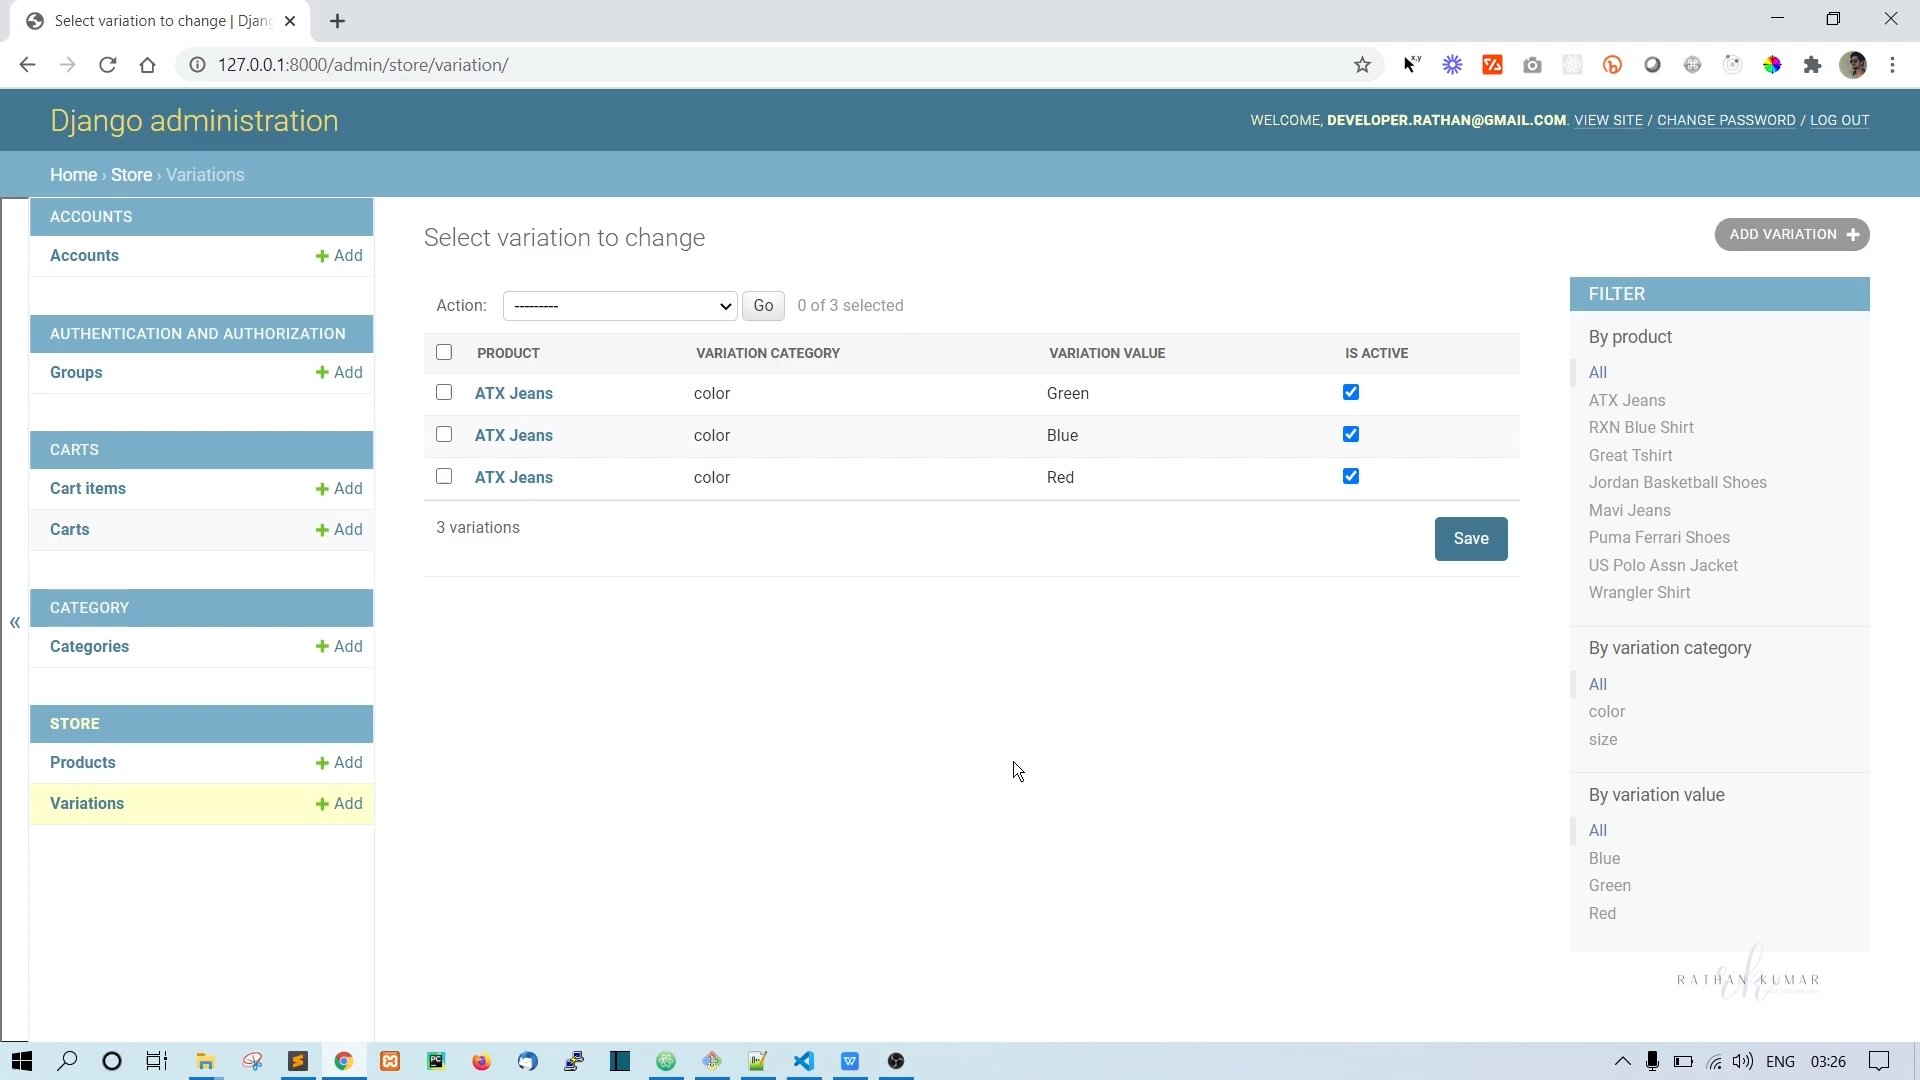 Select variation to change | Djang
127.0.0.1:8000/admin/store/variation/
Django administration
WELCOME, DEVELOPER.RATHAN@GMAIL.COM. VIEW SITE / CHANGE PASSWORD / LOG OUT
Home › Store › Variations
ACCOUNTS
Accounts Add
AUTHENTICATION AND AUTHORIZATION
Groups Add
CARTS
Cart items Add
Carts Add
«
CATEGORY
Categories Add
STORE
Products Add
Variations Add
Select variation to change
ADD VARIATION
Action: --------- Go 0 of 3 selected
PRODUCT VARIATION CATEGORY VARIATION VALUE IS ACTIVE
ATX Jeans color Green
ATX Jeans color Blue
ATX Jeans color Red
3 variations
Save
FILTER
By product
All
ATX Jeans
RXN Blue Shirt
Great Tshirt
Jordan Basketball Shoes
Mavi Jeans
Puma Ferrari Shoes
US Polo Assn Jacket
Wrangler Shirt
By variation category
All
color
size
By variation value
All
Blue
Green
Red
RATHAN KUMAR
ENG 03:26